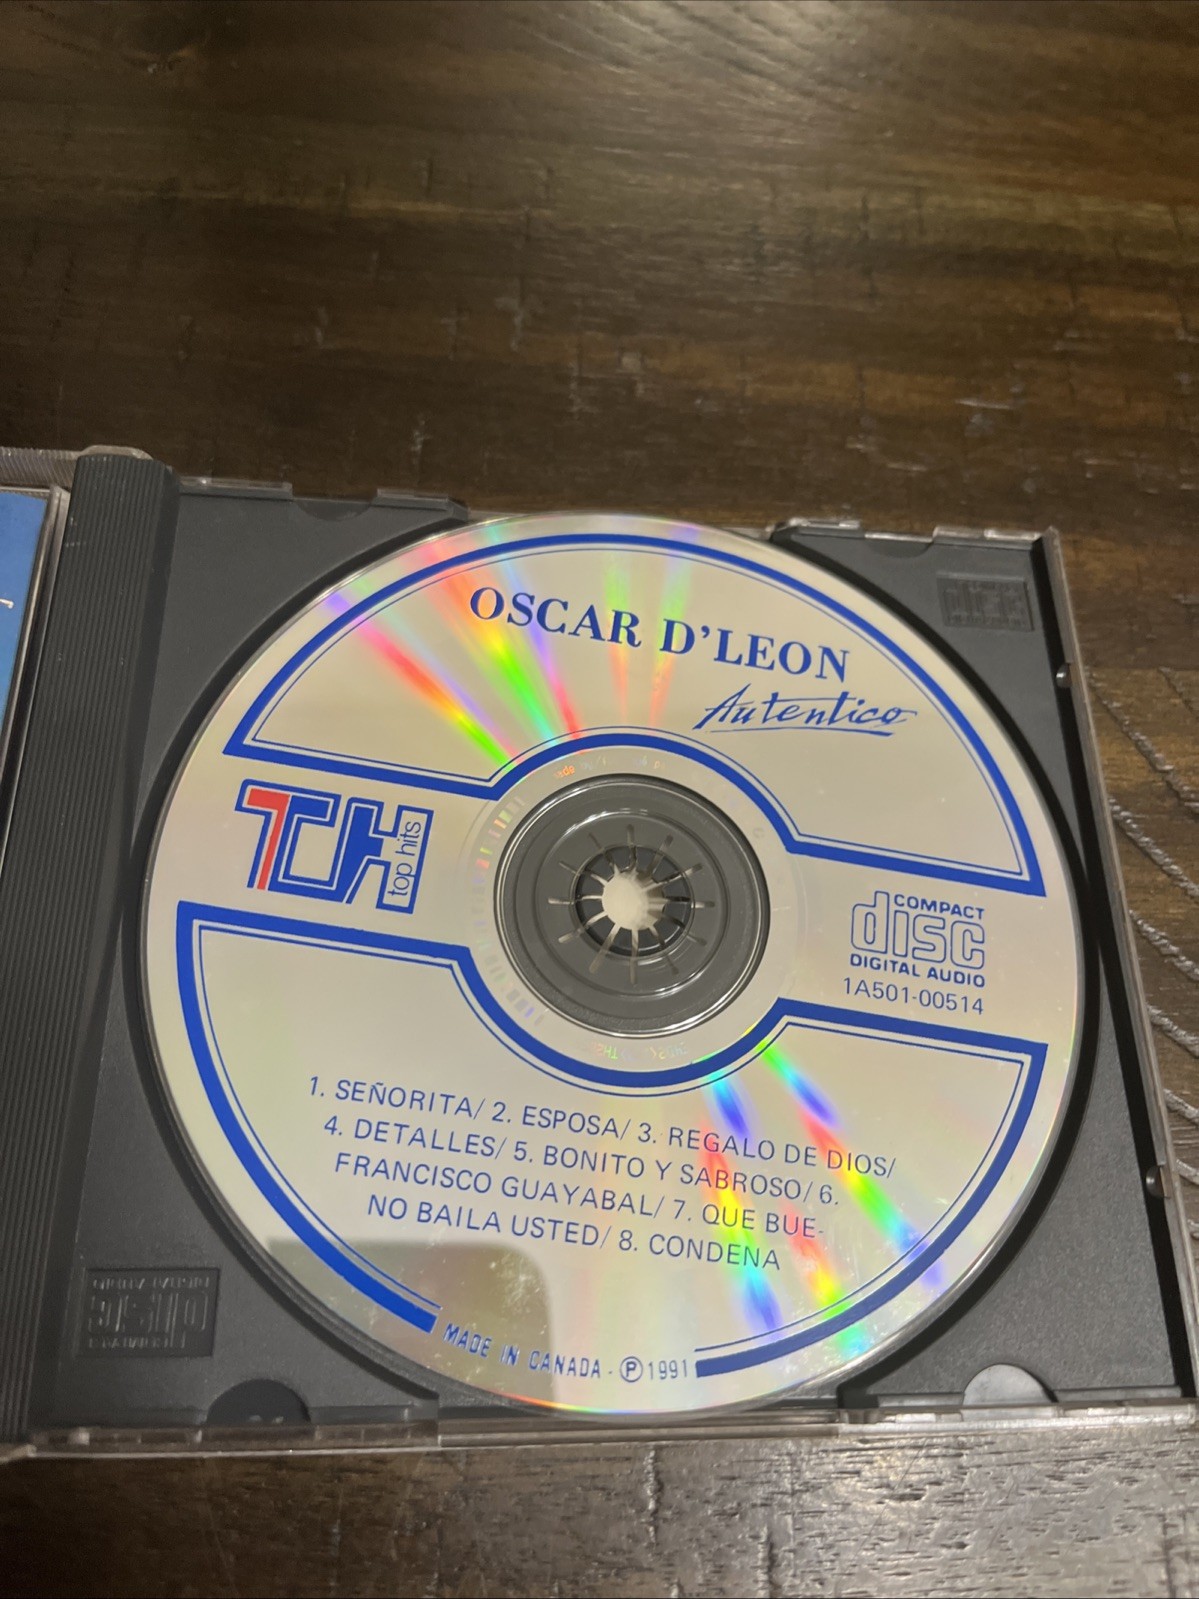 OSCAR D'LEON
Autentico
TH
top hits
COMPACT
disc
DIGITAL AUDIO
1A501-00514
1. SEÑORITA/ 2. ESPOSA/ 3. REGALO DE DIOS/
4. DETALLES/ 5. BONITO Y SABROSO/ 6.
FRANCISCO GUAYABAL/ 7. QUE BUE-
NO BAILA USTED/ 8. CONDENA
MADE IN CANADA - ℗ 1991